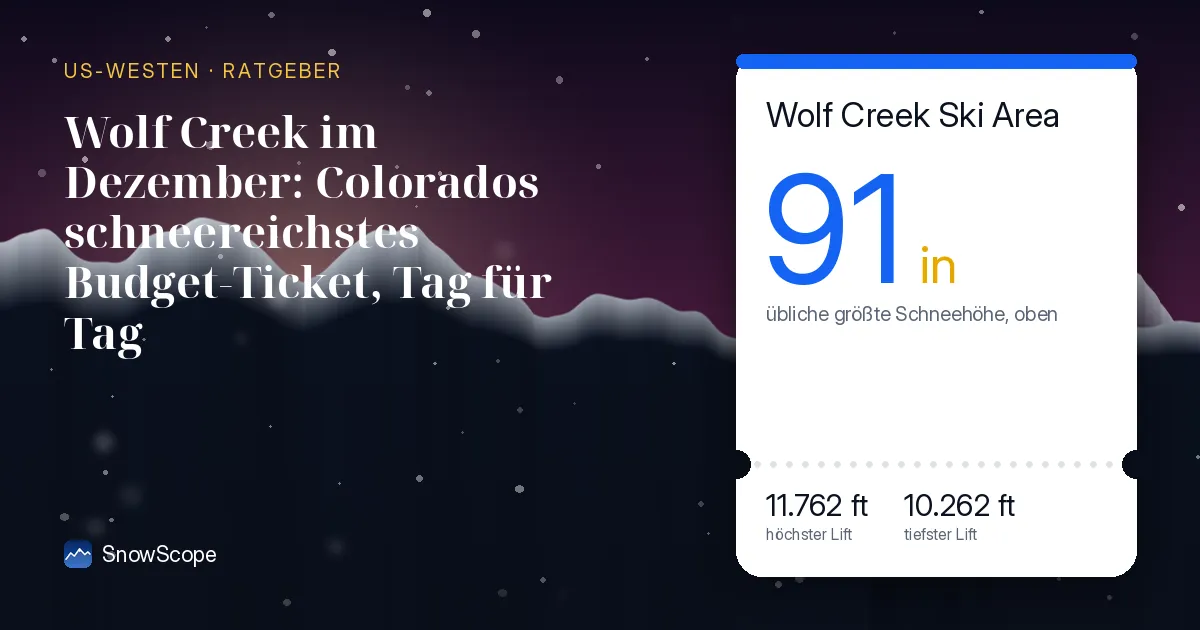 US-WESTEN · RATGEBER
Wolf Creek im
Dezember: Colorados
schneereichstes
Budget-Ticket, Tag für
Tag
SnowScope
Wolf Creek Ski Area
91 in
übliche größte Schneehöhe, oben
11.762 ft
höchster Lift
10.262 ft
tiefster Lift